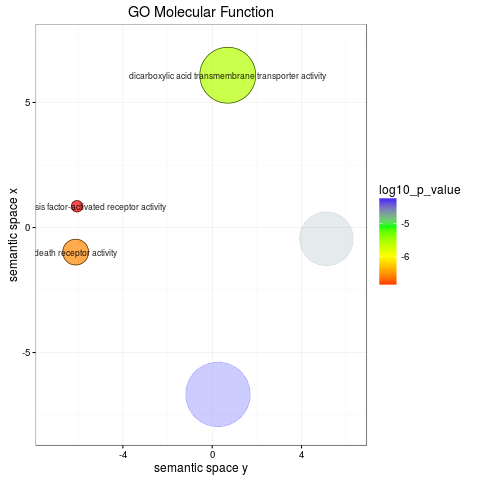 GO Molecular Function
dicarboxylic acid transmembrane transporter activity
sis factor-activated receptor activity
death receptor activity
5
0
-5
-4
0
4
semantic space x
semantic space y
log10_p_value
-5
-6